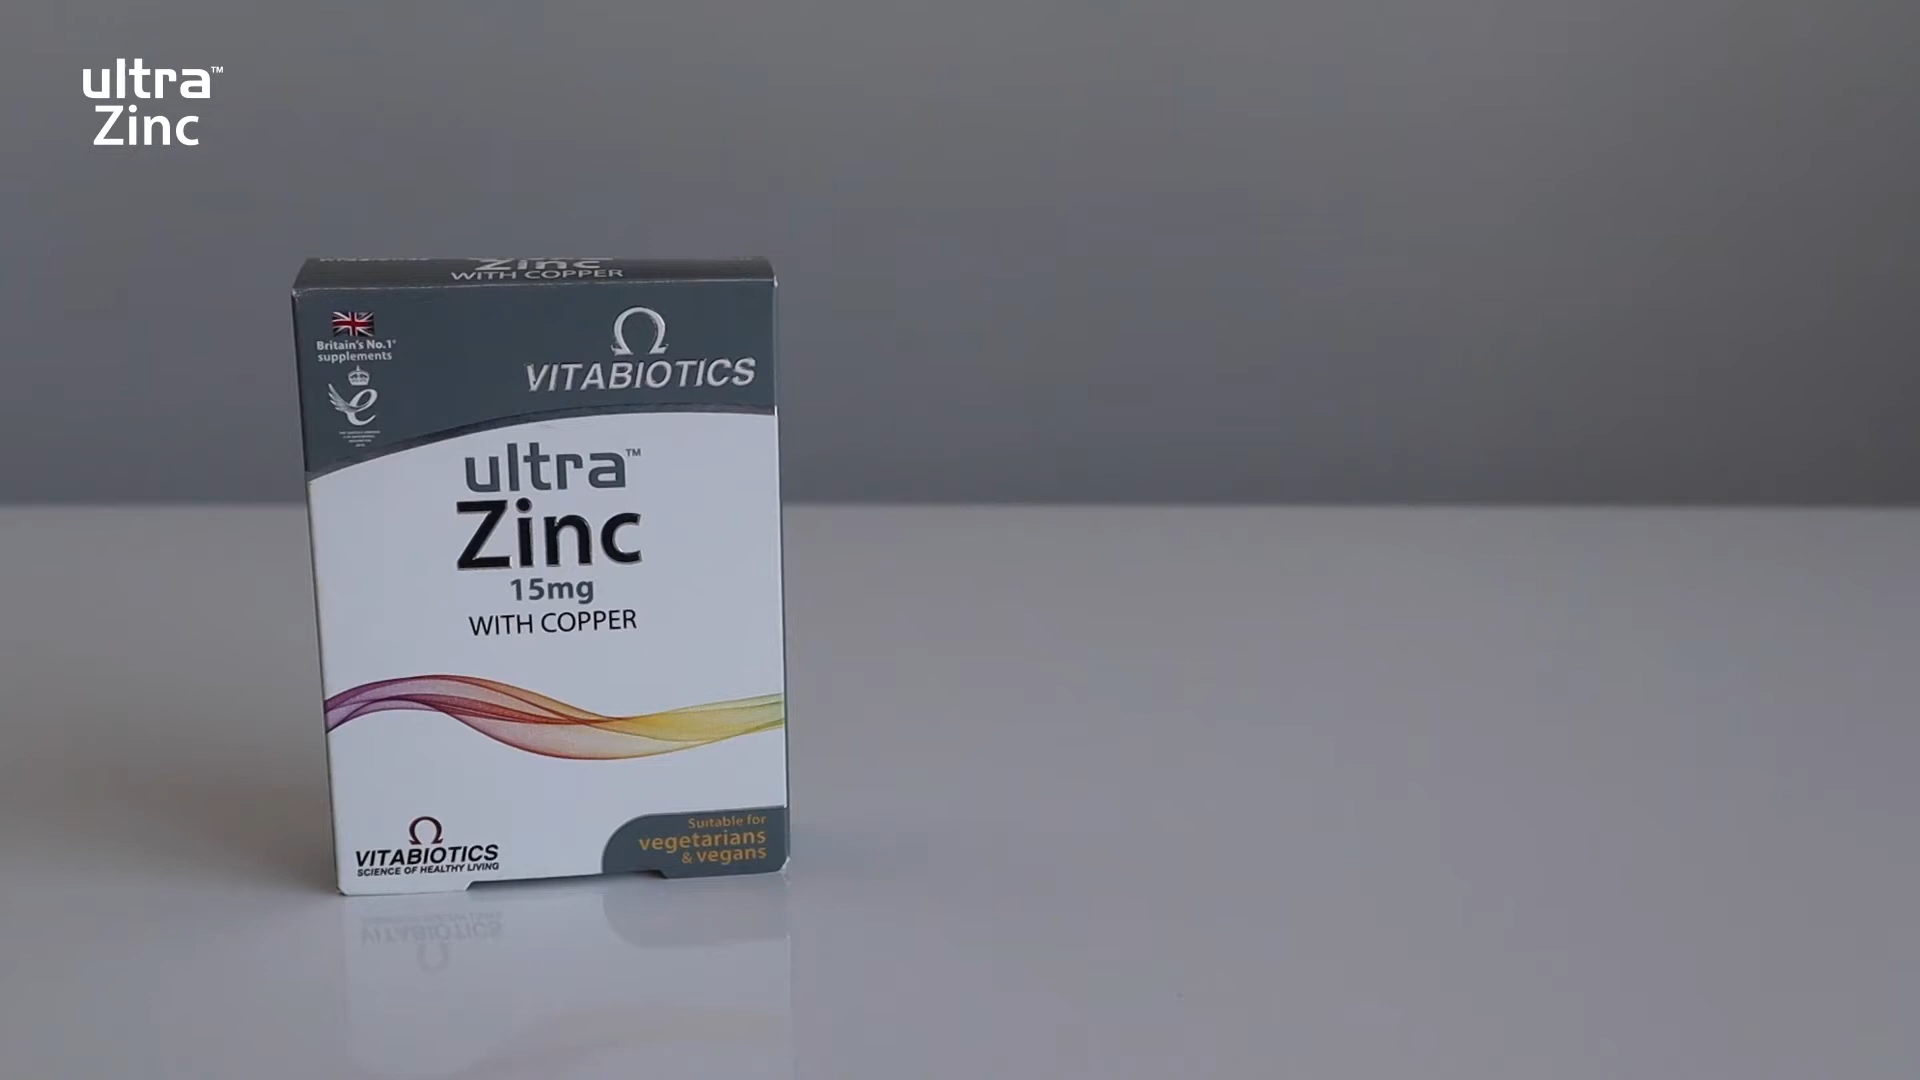 ultra™
Zinc
Zinc
WITH COPPER
Britain's No.1*
supplements
VITABIOTICS
ultra™
Zinc
15mg
WITH COPPER
VITABIOTICS
SCIENCE OF HEALTHY LIVING
Suitable for
vegetarians
& vegans